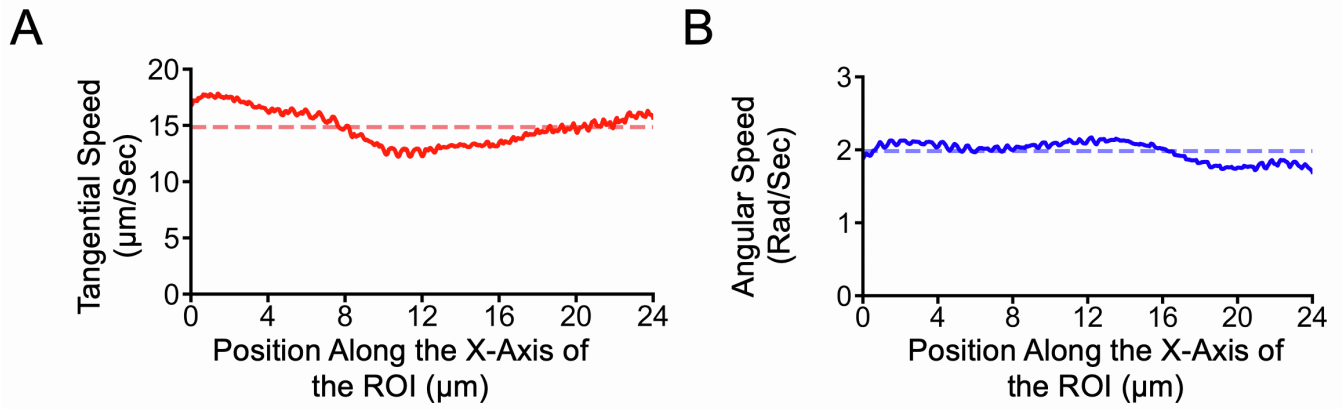 A
Tangential Speed
(µm/Sec)
20
15
10
5
0
0 4 8 12 16 20 24
Position Along the X-Axis of
the ROI (µm)
B
Angular Speed
(Rad/Sec)
3
2
1
0
0 4 8 12 16 20 24
Position Along the X-Axis of
the ROI (µm)